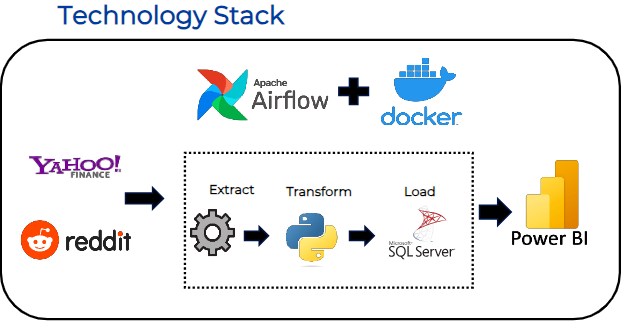 Technology Stack
Apache
Airflow
docker
YAHOO!
FINANCE
reddit
Extract
Transform
Load
Microsoft
SQL Server
Power BI